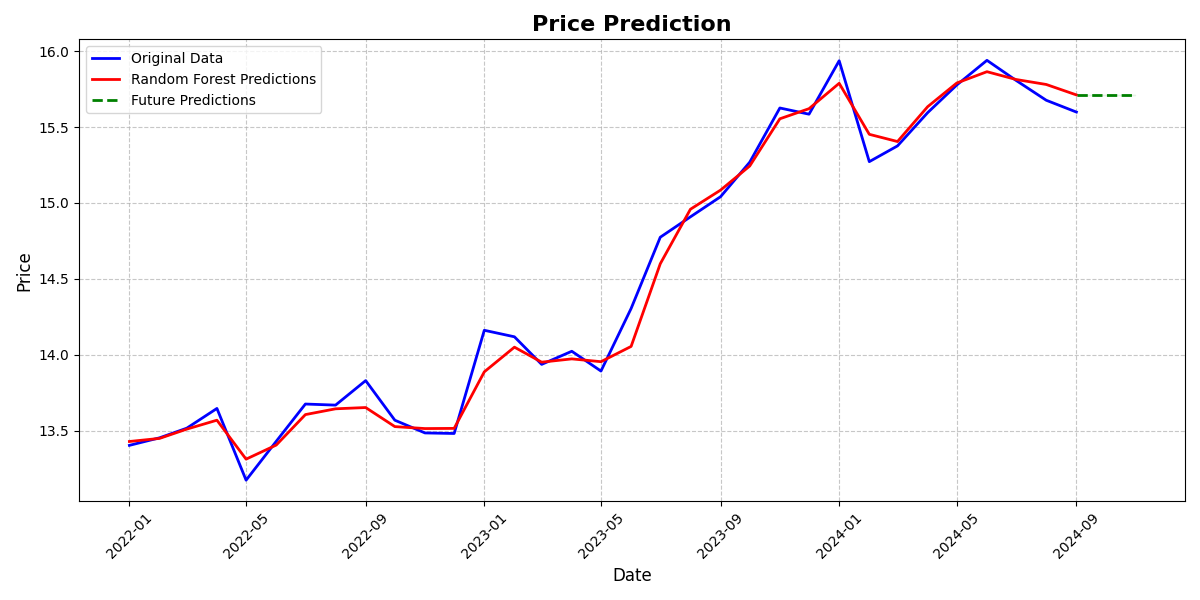 Price Prediction
Original Data
Random Forest Predictions
Future Predictions
Price
16.0
15.5
15.0
14.5
14.0
13.5
2022-01
2022-05
2022-09
2023-01
2023-05
2023-09
2024-01
2024-05
2024-09
Date